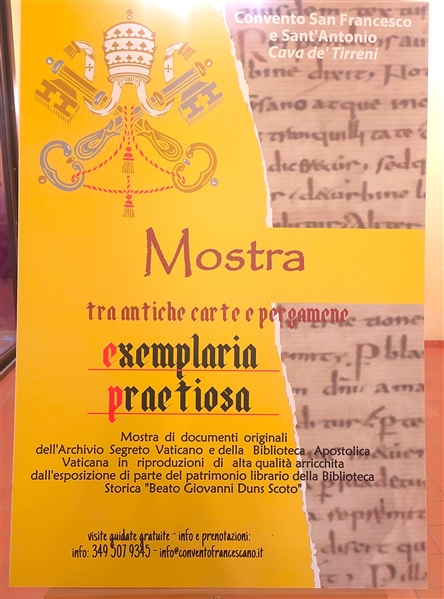 Convento San Francesco
e Sant'Antonio
Cava de' Tirreni
Mostra
tra antiche carte e pergamene
exemplaria
praetiosa
Mostra di documenti originali
dell'Archivio Segreto Vaticano e della Biblioteca Apostolica
Vaticana in riproduzioni di alta qualità arricchita
dall'esposizione di parte del patrimonio librario della Biblioteca
Storica "Beato Giovanni Duns Scoto"
visite guidate gratuite - info e prenotazioni:
info: 349 507 9345 - info@conventofrancescano.it